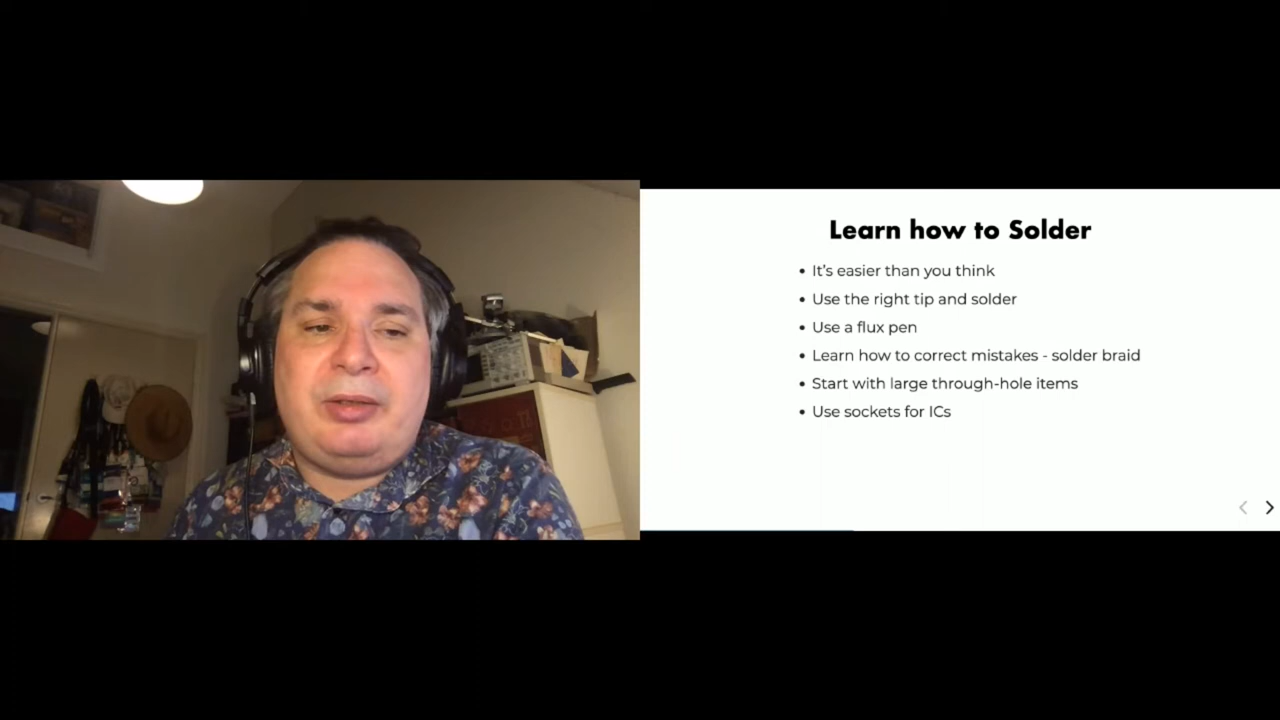 Learn how to Solder
• It's easier than you think
• Use the right tip and solder
• Use a flux pen
• Learn how to correct mistakes - solder braid
• Start with large through-hole items
• Use sockets for ICs